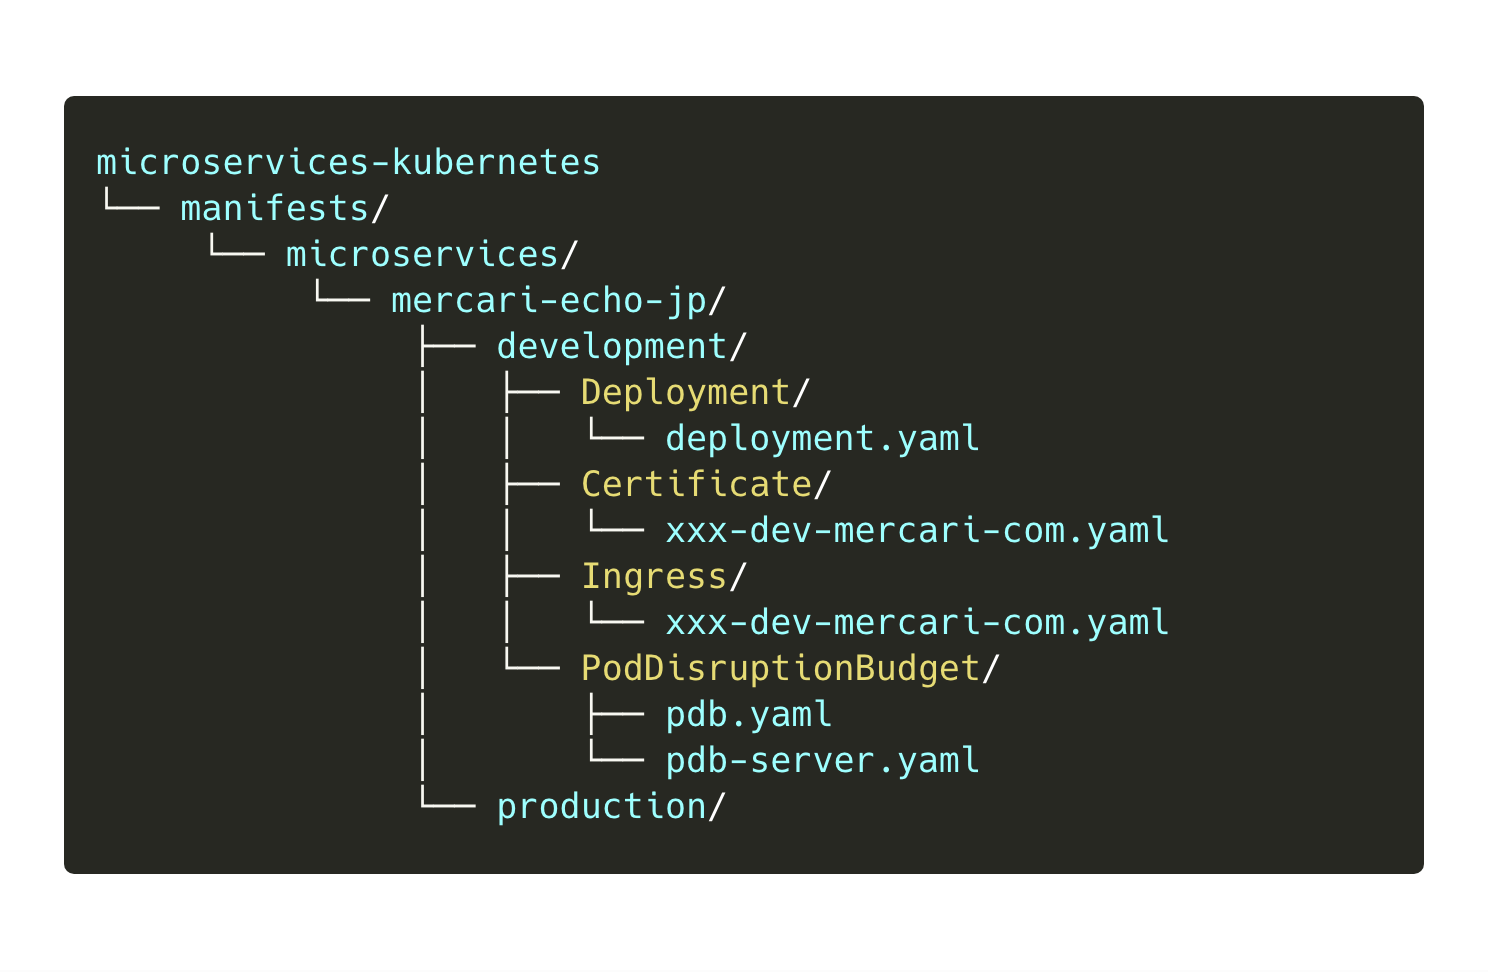 microservices-kubernetes
└── manifests/
     └── microservices/
          └── mercari-echo-jp/
               ├── development/
               │   ├── Deployment/
               │   │   └── deployment.yaml
               │   ├── Certificate/
               │   │   └── xxx-dev-mercari-com.yaml
               │   ├── Ingress/
               │   │   └── xxx-dev-mercari-com.yaml
               │   └── PodDisruptionBudget/
               │       ├── pdb.yaml
               │       └── pdb-server.yaml
               └── production/